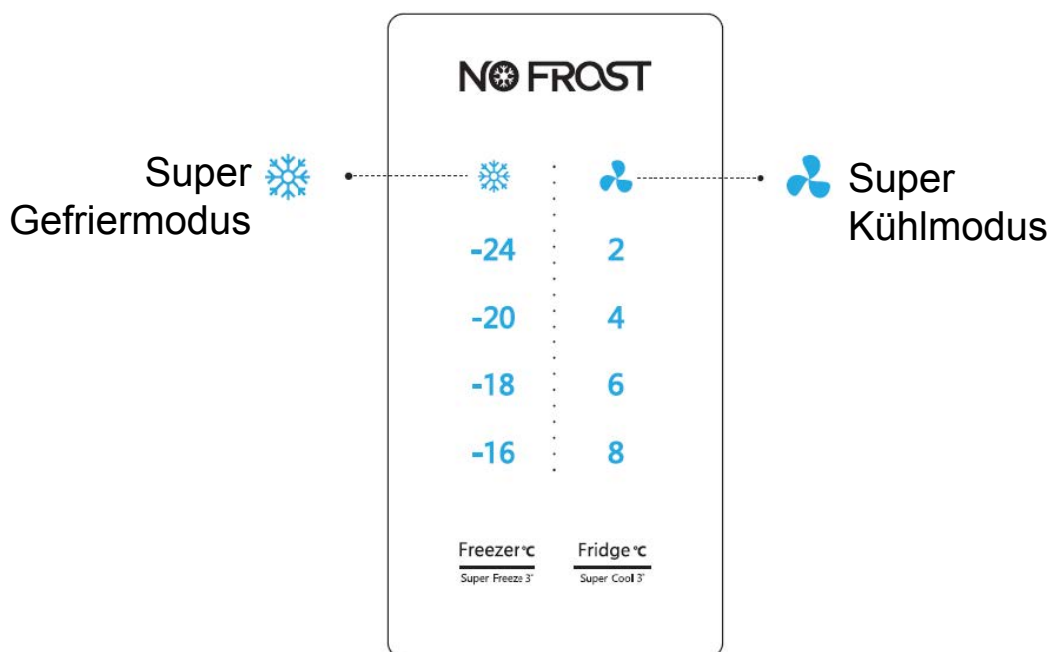 NO FROST
Super
Gefriermodus
Super
Kühlmodus
-24 2
-20 4
-18 6
-16 8
Freezer°C Fridge°C
Super Freeze 3" Super Cool 3"